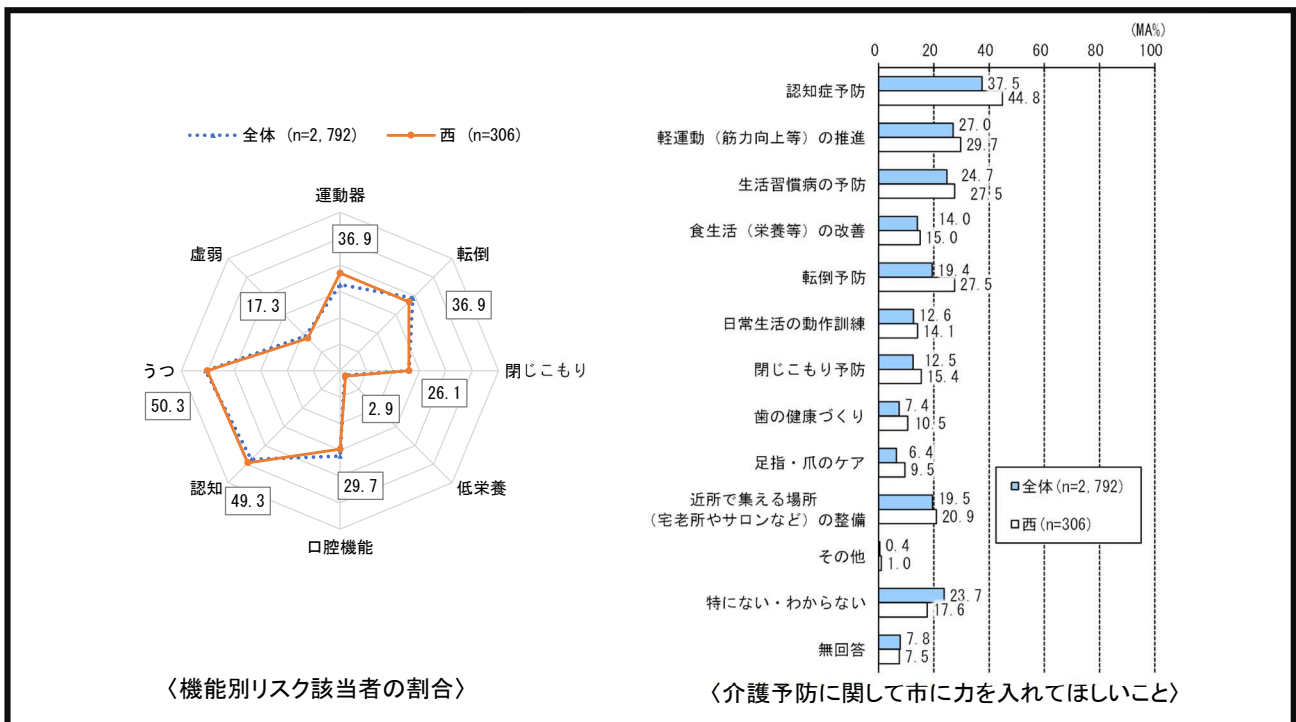 全体 (n=2,792) 西 (n=306)
運動器
36.9
転倒
36.9
閉じこもり
26.1
低栄養
2.9
口腔機能
29.7
認知
49.3
うつ
50.3
虚弱
17.3
〈機能別リスク該当者の割合〉
(MA%)
0 20 40 60 80 100
認知症予防 37.5
44.8
軽運動（筋力向上等）の推進 27.0
29.7
生活習慣病の予防 24.7
27.5
食生活（栄養等）の改善 14.0
15.0
転倒予防 19.4
27.5
日常生活の動作訓練 12.6
14.1
閉じこもり予防 12.5
15.4
歯の健康づくり 7.4
10.5
足指・爪のケア 6.4
9.5
近所で集える場所 19.5
（宅老所やサロンなど）の整備 20.9
その他 0.4
1.0
特にない・わからない 23.7
17.6
無回答 7.8
7.5
全体(n=2,792)
西(n=306)
〈介護予防に関して市に力を入れてほしいこと〉